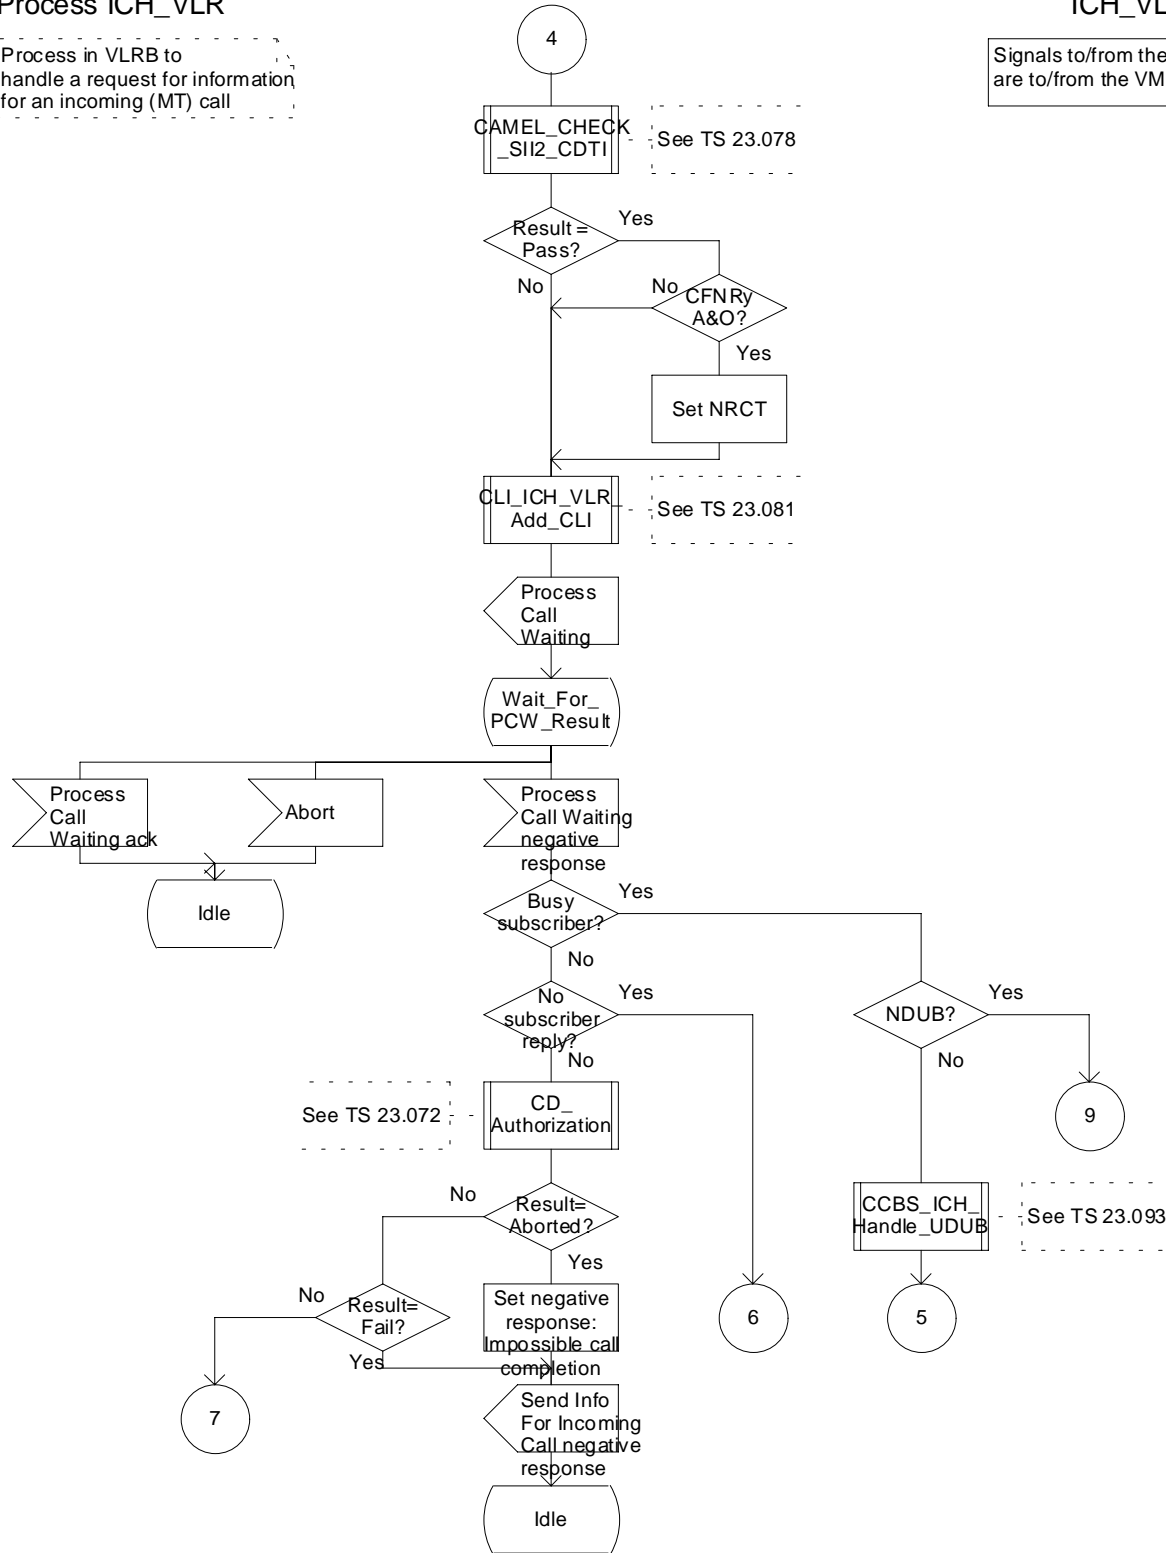 Process ICH_VLR
ICH_VL
4
Process in VLRB to
handle a request for information
for an incoming (MT) call
Signals to/from the
are to/from the VM
CAMEL_CHECK
_SII2_CDTI
See TS 23.078
Result =
Pass?
Yes
No
No
CFNRy
A&O?
Yes
Set NRCT
CLI_ICH_VLR
Add_CLI
See TS 23.081
Process
Call
Waiting
Wait_For_
PCW_Result
Process
Call
Waiting ack
Abort
Process
Call Waiting
negative
response
Idle
Busy
subscriber?
Yes
No
No
subscriber
reply?
Yes
No
NDUB?
Yes
No
See TS 23.072
CD_
Authorization
9
No
Result=
Aborted?
Yes
CCBS_ICH_
Handle_UDUB
See TS 23.093
No
Result=
Fail?
Yes
Set negative
response:
Impossible call
completion
6
5
7
Send Info
For Incoming
Call negative
response
Idle